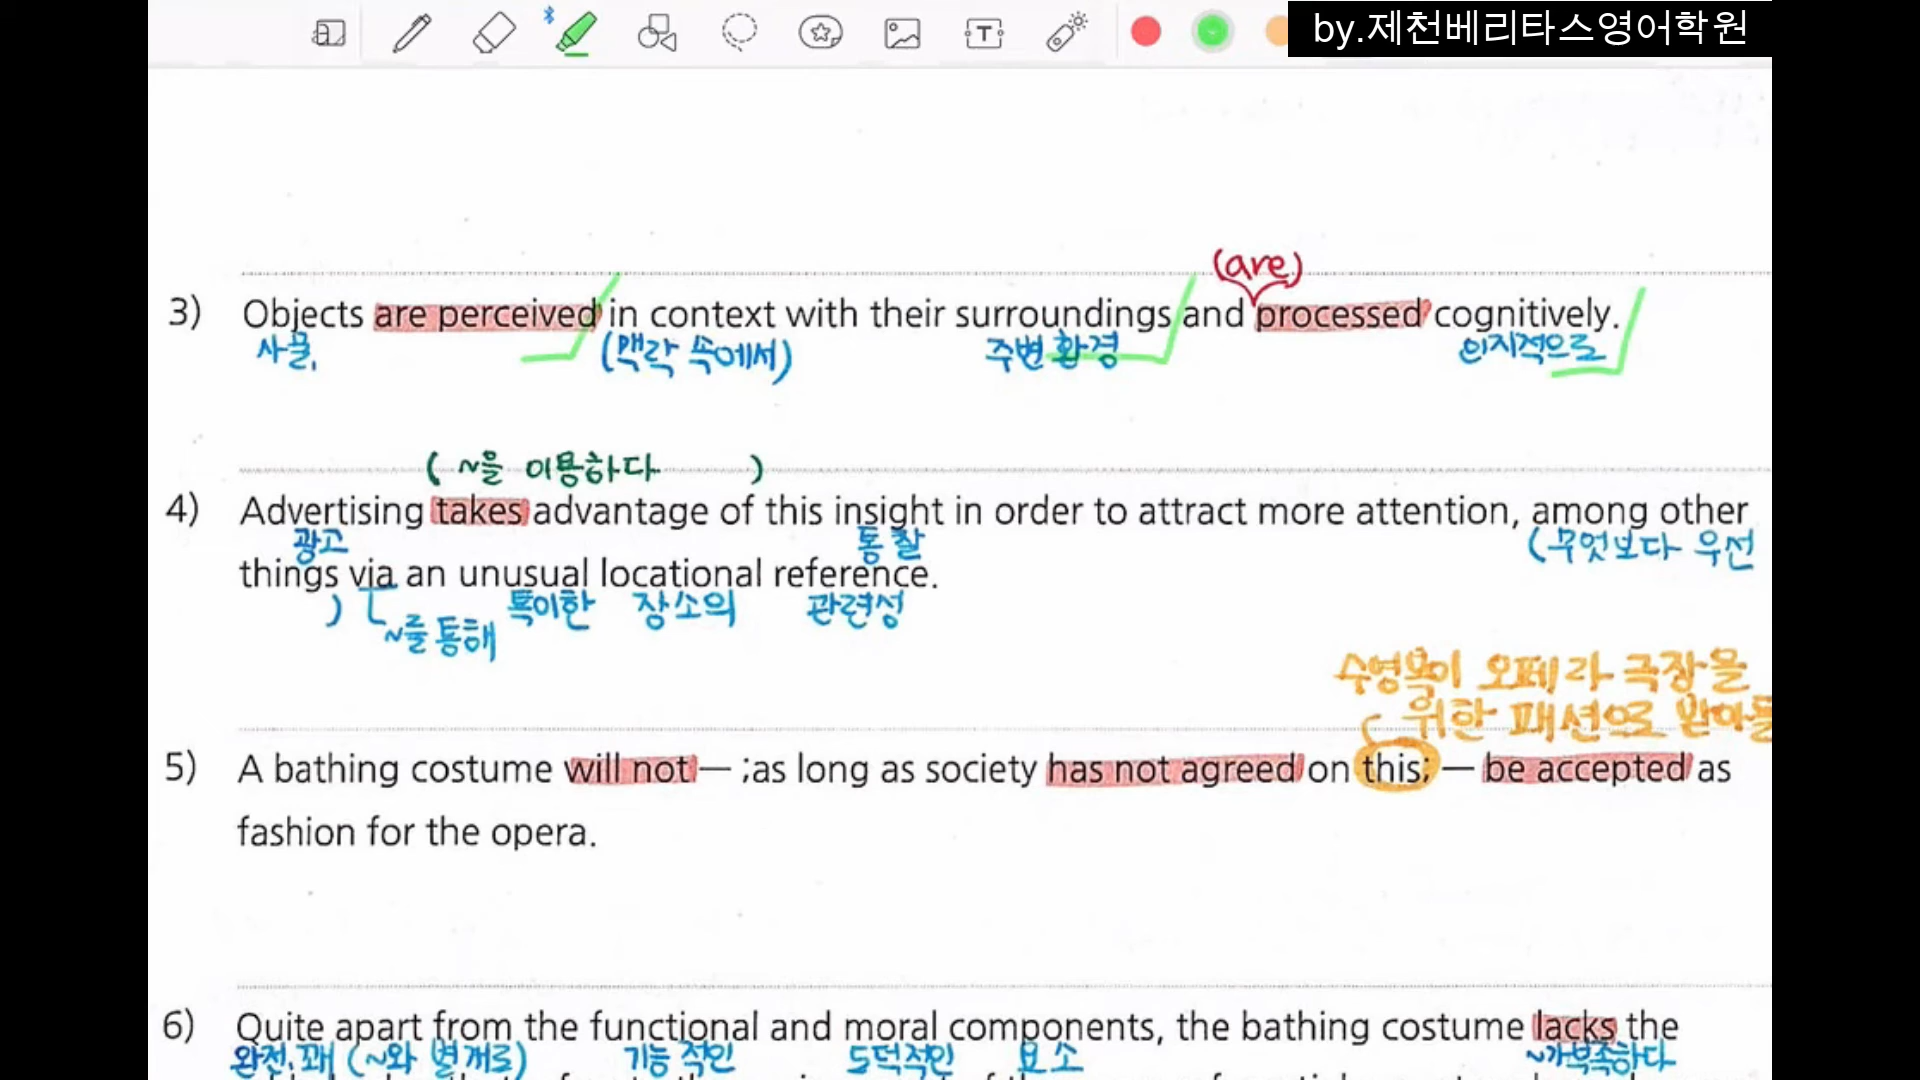 by.제천베리타스영어학원
(are)
3) Objects are perceived in context with their surroundings and processed cognitively.
사물, (맥락 속에서) 주변 환경 인지적으로
( ~을 이용하다 )
4) Advertising takes advantage of this insight in order to attract more attention, among other
광고 통찰 (무엇보다 우선
things via an unusual locational reference.
) ~를 통해 특이한 장소의 관련성
수영복이 오페라 극장을
위한 패션으로
5) A bathing costume will not — ;as long as society has not agreed on this; — be accepted as
fashion for the opera.
6) Quite apart from the functional and moral components, the bathing costume lacks the
완전, 꽤 (~와 별개로) 기능적인 도덕적인 요소 ~가 부족하다